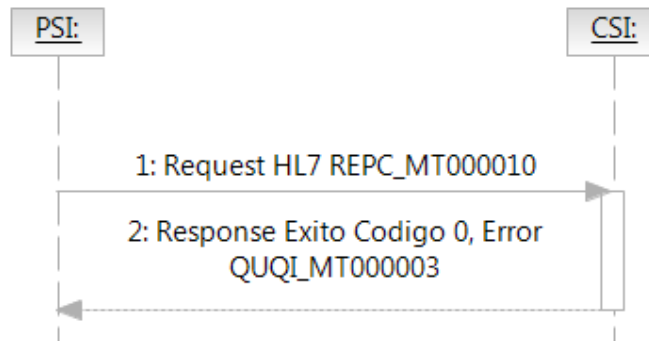 PSI:
CSI:
1: Request HL7 REPC_MT000010
2: Response Exito Codigo 0, Error
QUQI_MT000003